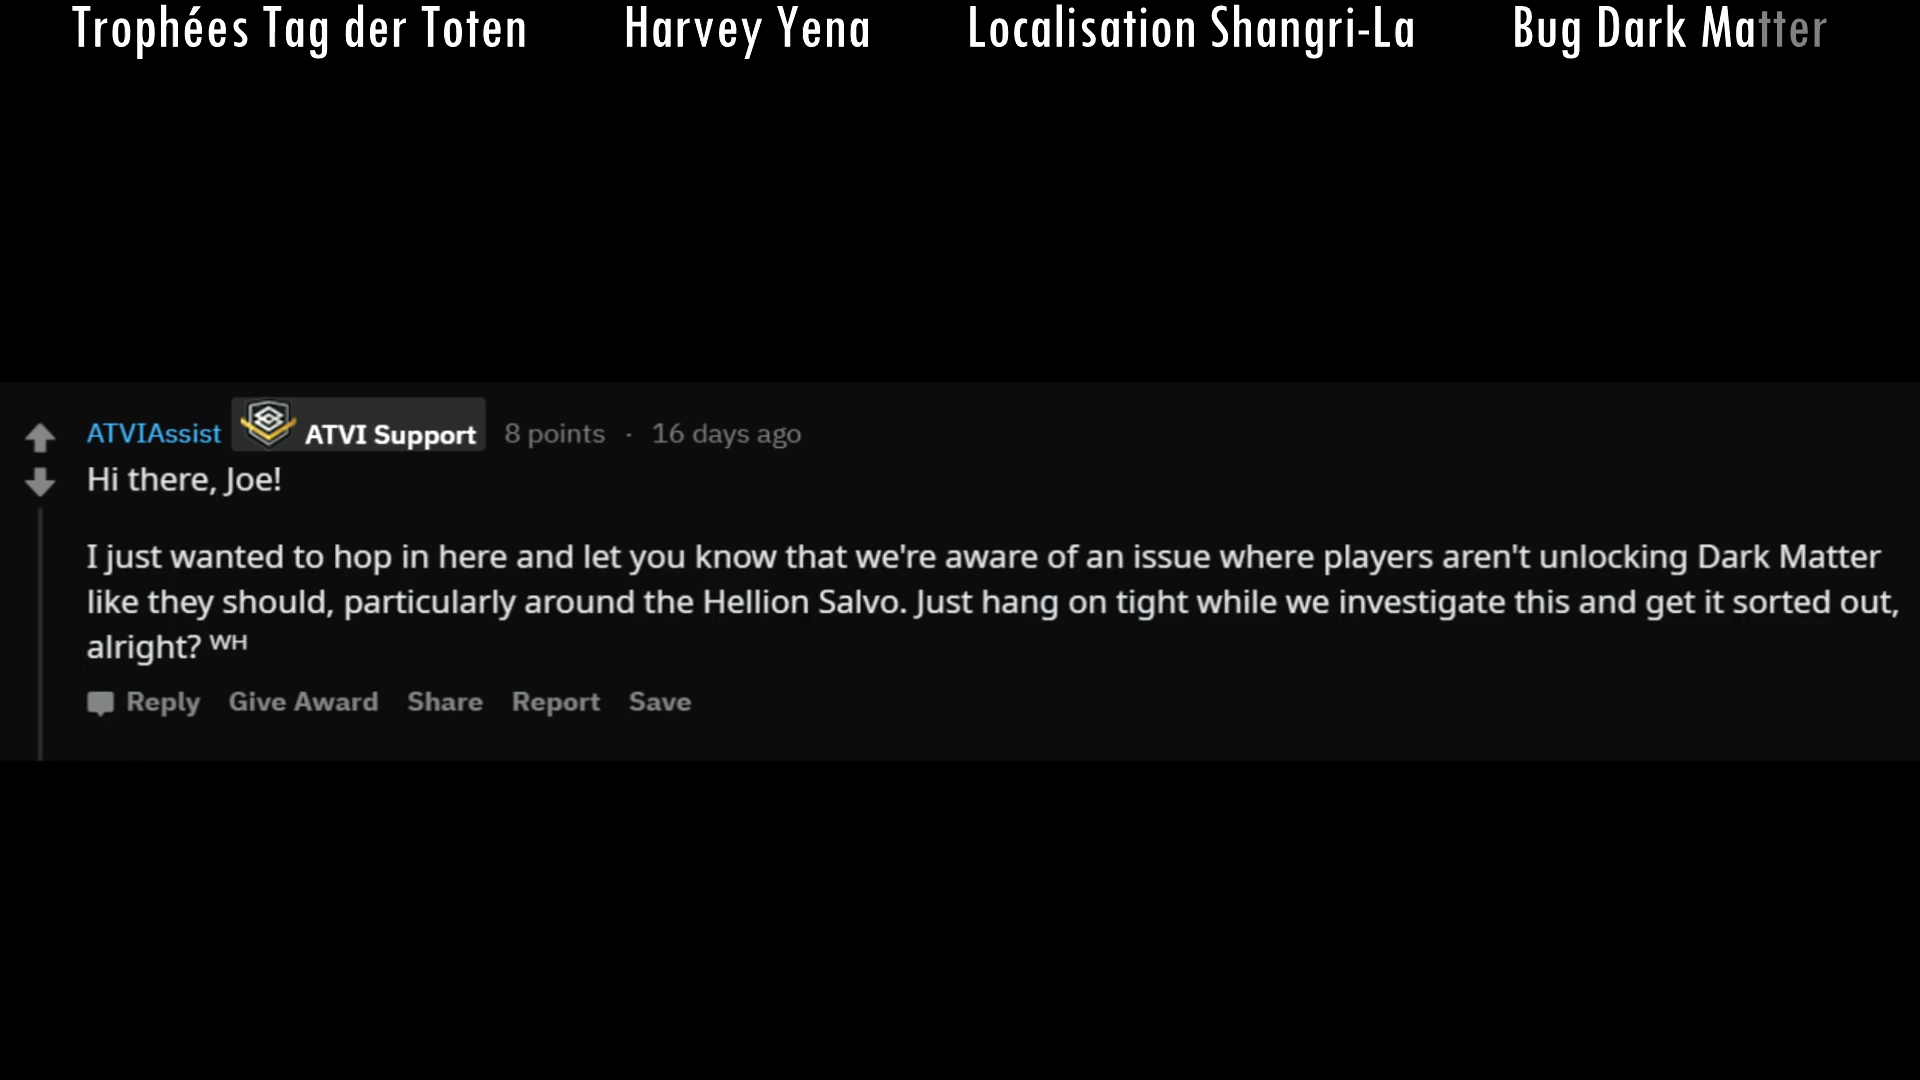 Trophées Tag der Toten Harvey Yena Localisation Shangri-La Bug Dark Matter
ATVIAssist ATVI Support 8 points · 16 days ago
Hi there, Joe!
I just wanted to hop in here and let you know that we're aware of an issue where players aren't unlocking Dark Matter
like they should, particularly around the Hellion Salvo. Just hang on tight while we investigate this and get it sorted out,
alright? ᵂᴴ
Reply Give Award Share Report Save